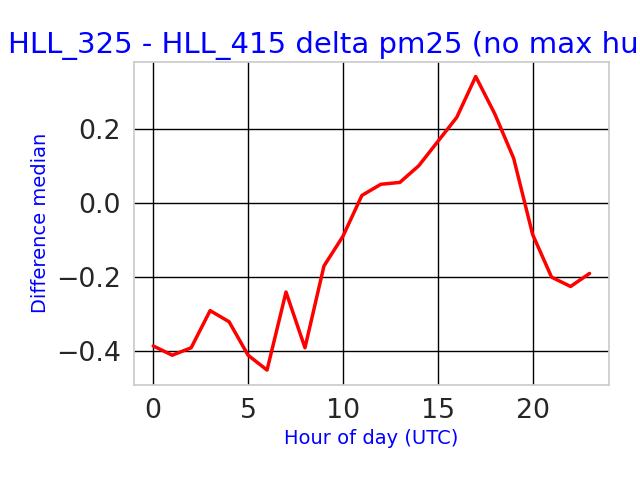 HLL_325 - HLL_415 delta pm25 (no max hu
Difference median
0.2
0.0
−0.2
−0.4
0 5 10 15 20
Hour of day (UTC)